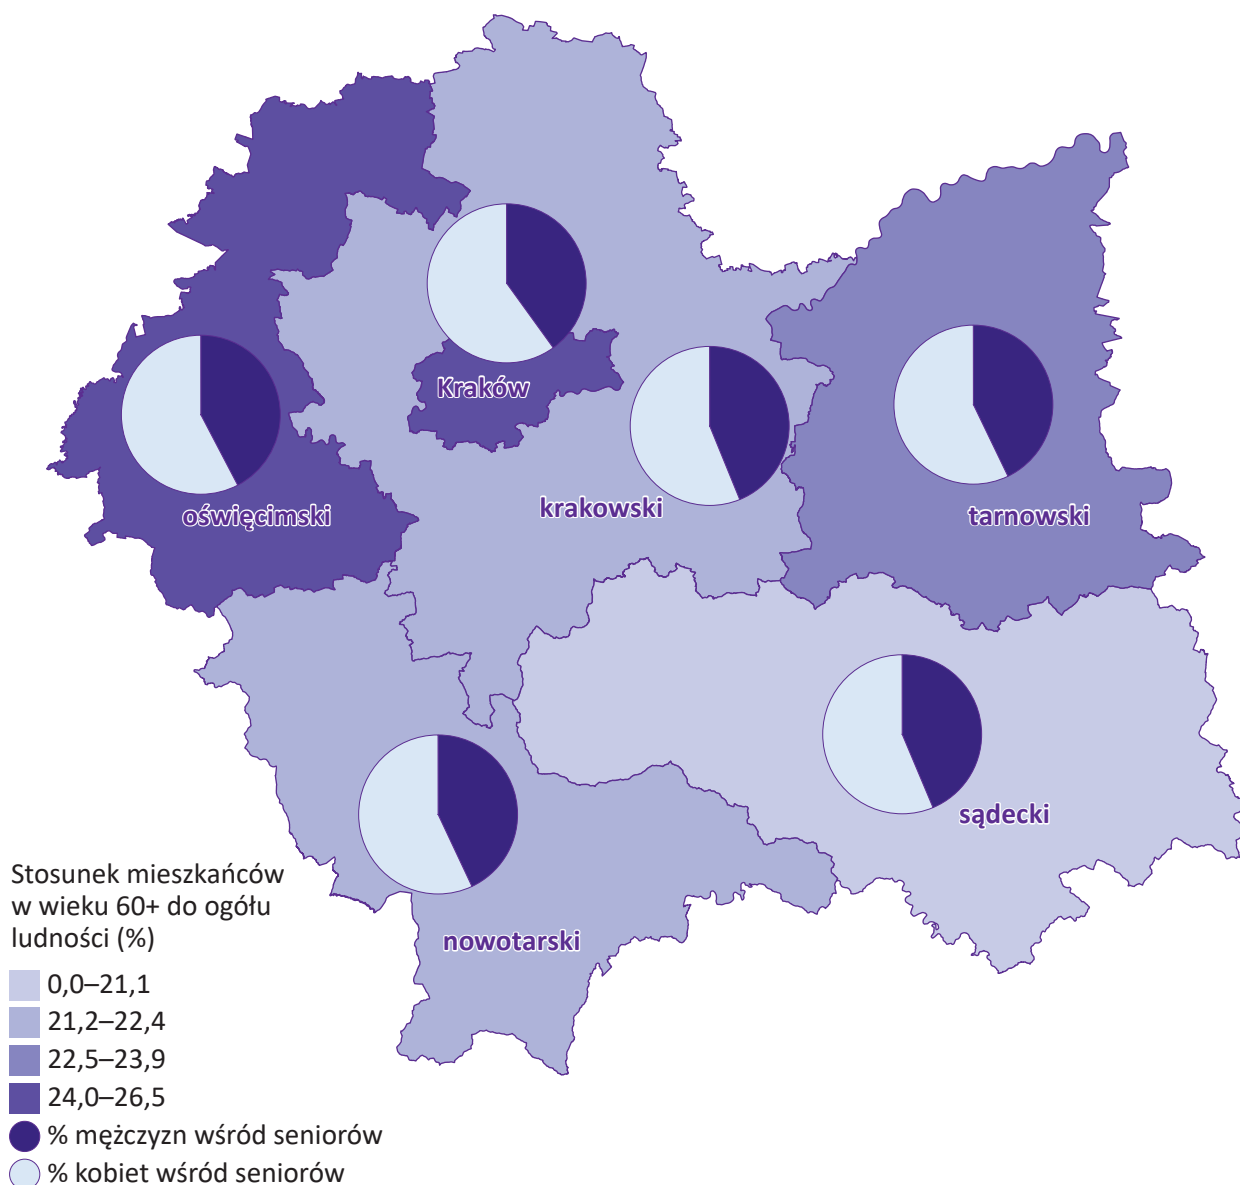 Kraków
oświęcimski
krakowski
tarnowski
sądecki
nowotarski
Stosunek mieszkańców
w wieku 60+ do ogółu
ludności (%)
0,0–21,1
21,2–22,4
22,5–23,9
24,0–26,5
% mężczyzn wśród seniorów
% kobiet wśród seniorów